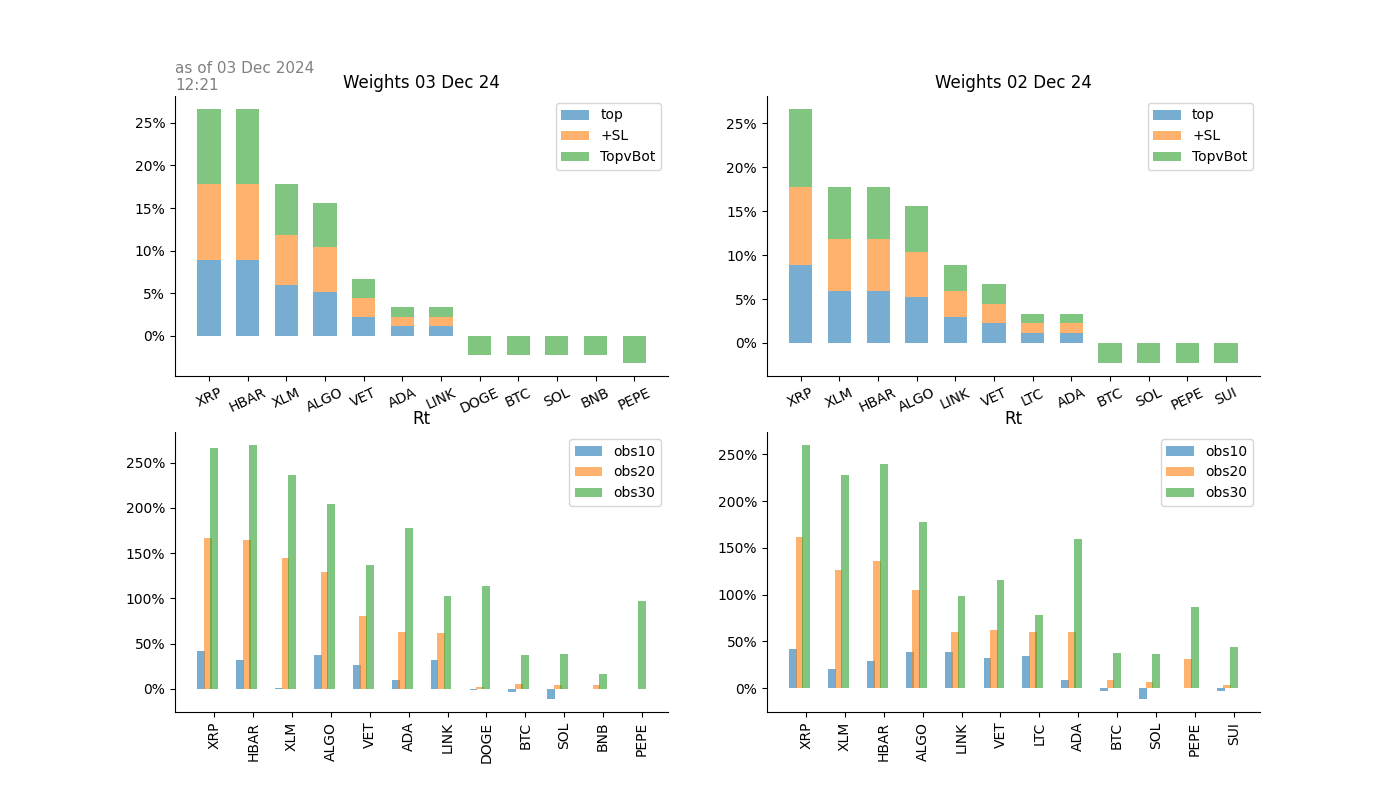 as of 03 Dec 2024
12:21
Weights 03 Dec 24
25%
20%
15%
10%
5%
0%
top
+SL
TopvBot
XRP HBAR XLM ALGO VET ADA LINK DOGE BTC SOL BNB PEPE
Weights 02 Dec 24
25%
20%
15%
10%
5%
0%
top
+SL
TopvBot
XRP XLM HBAR ALGO LINK VET LTC ADA BTC SOL PEPE SUI
Rt
250%
200%
150%
100%
50%
0%
obs10
obs20
obs30
XRP HBAR XLM ALGO VET ADA LINK DOGE BTC SOL BNB PEPE
Rt
250%
200%
150%
100%
50%
0%
obs10
obs20
obs30
XRP XLM HBAR ALGO LINK VET LTC ADA BTC SOL PEPE SUI